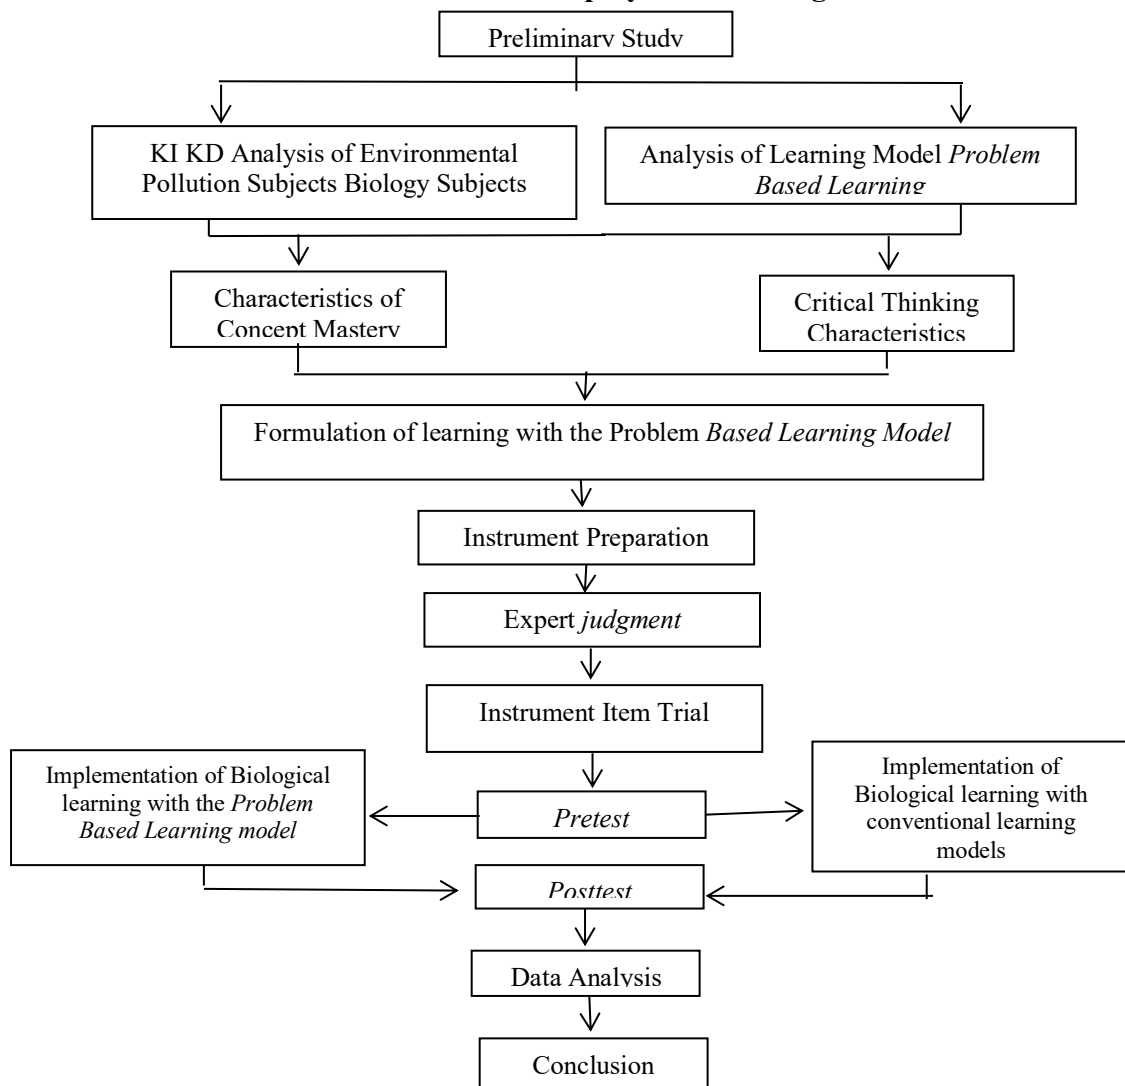 Preliminary Study
KI KD Analysis of Environmental
Pollution Subjects Biology Subjects
Analysis of Learning Model Problem
Based Learning
Characteristics of
Concept Mastery
Critical Thinking
Characteristics
Formulation of learning with the Problem Based Learning Model
Instrument Preparation
Expert judgment
Instrument Item Trial
Implementation of Biological
learning with the Problem
Based Learning model
Pretest
Implementation of
Biological learning with
conventional learning
models
Posttest
Data Analysis
Conclusion